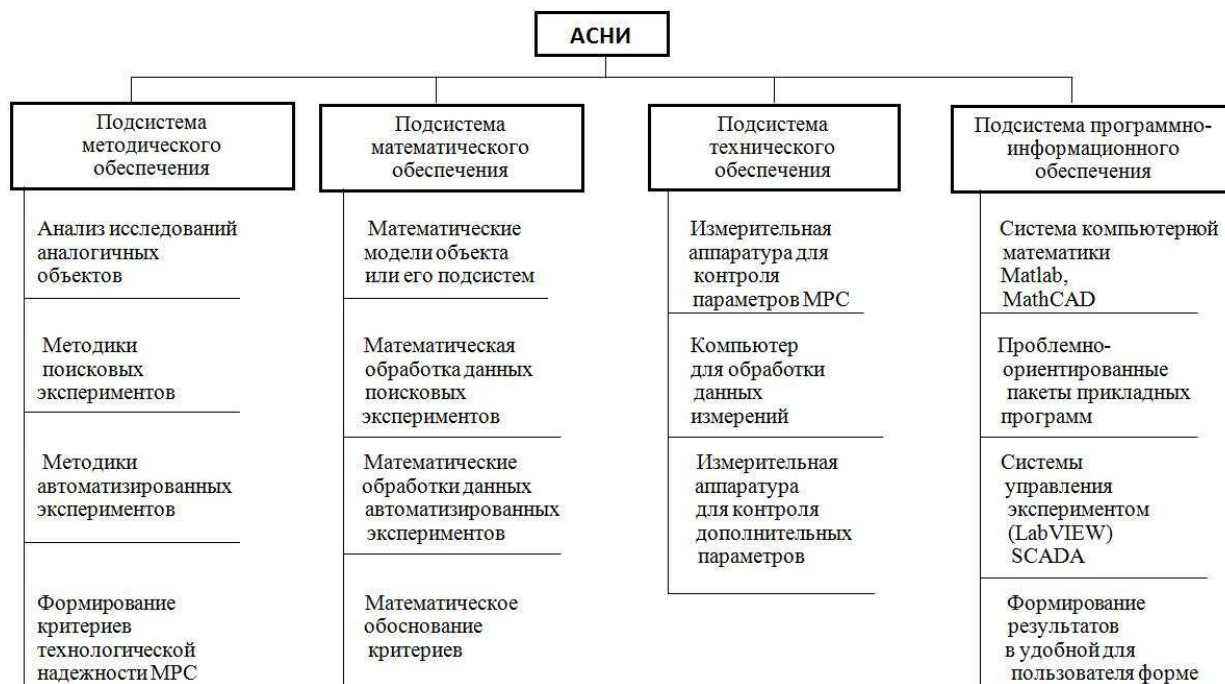 АСНИ
Подсистема
методического
обеспечения
Анализ исследований
аналогичных
объектов
Методики
поисковых
экспериментов
Методики
автоматизированных
экспериментов
Формирование
критериев
технологической
надежности МРС
Подсистема
математического
обеспечения
Математические
модели объекта
или его подсистем
Математическая
обработка данных
поисковых
экспериментов
Математические
обработки данных
автоматизированных
экспериментов
Математическое
обоснование
критериев
Подсистема
технического
обеспечения
Измерительная
аппаратура для
контроля
параметров МРС
Компьютер
для обработки
данных
измерений
Измерительная
аппаратура
для контроля
дополнительных
параметров
Подсистема программно-
информационного
обеспечения
Система компьютерной
математики
Matlab,
MathCAD
Проблемно-
ориентированные
пакеты прикладных
программ
Системы
управления
экспериментом
(LabVIEW)
SCADA
Формирование
результатов
в удобной для
пользователя форме